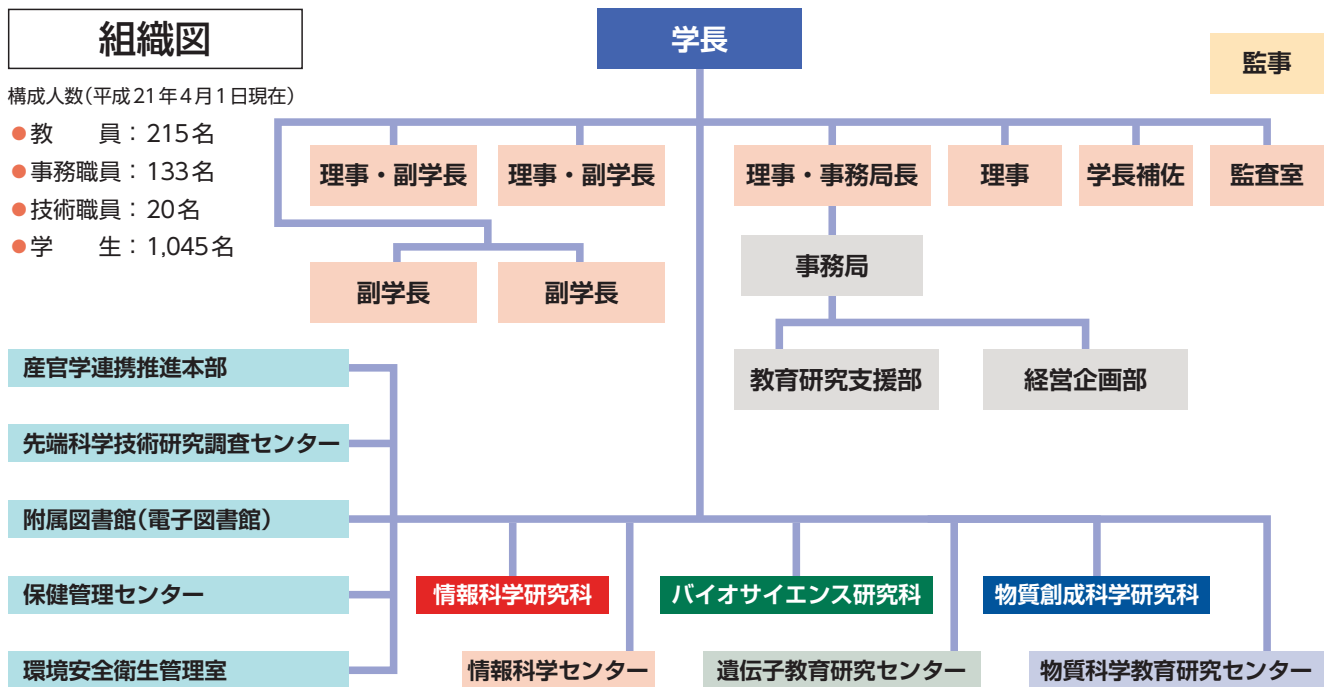 組織図
学長
監事
構成人数(平成21年4月1日現在)
●教　　員：215名
●事務職員：133名
●技術職員：20名
●学　　生：1,045名
理事・副学長
理事・副学長
理事・事務局長
理事
学長補佐
監査室
副学長
副学長
事務局
教育研究支援部
経営企画部
産官学連携推進本部
先端科学技術研究調査センター
附属図書館(電子図書館)
保健管理センター
環境安全衛生管理室
情報科学研究科
バイオサイエンス研究科
物質創成科学研究科
情報科学センター
遺伝子教育研究センター
物質科学教育研究センター